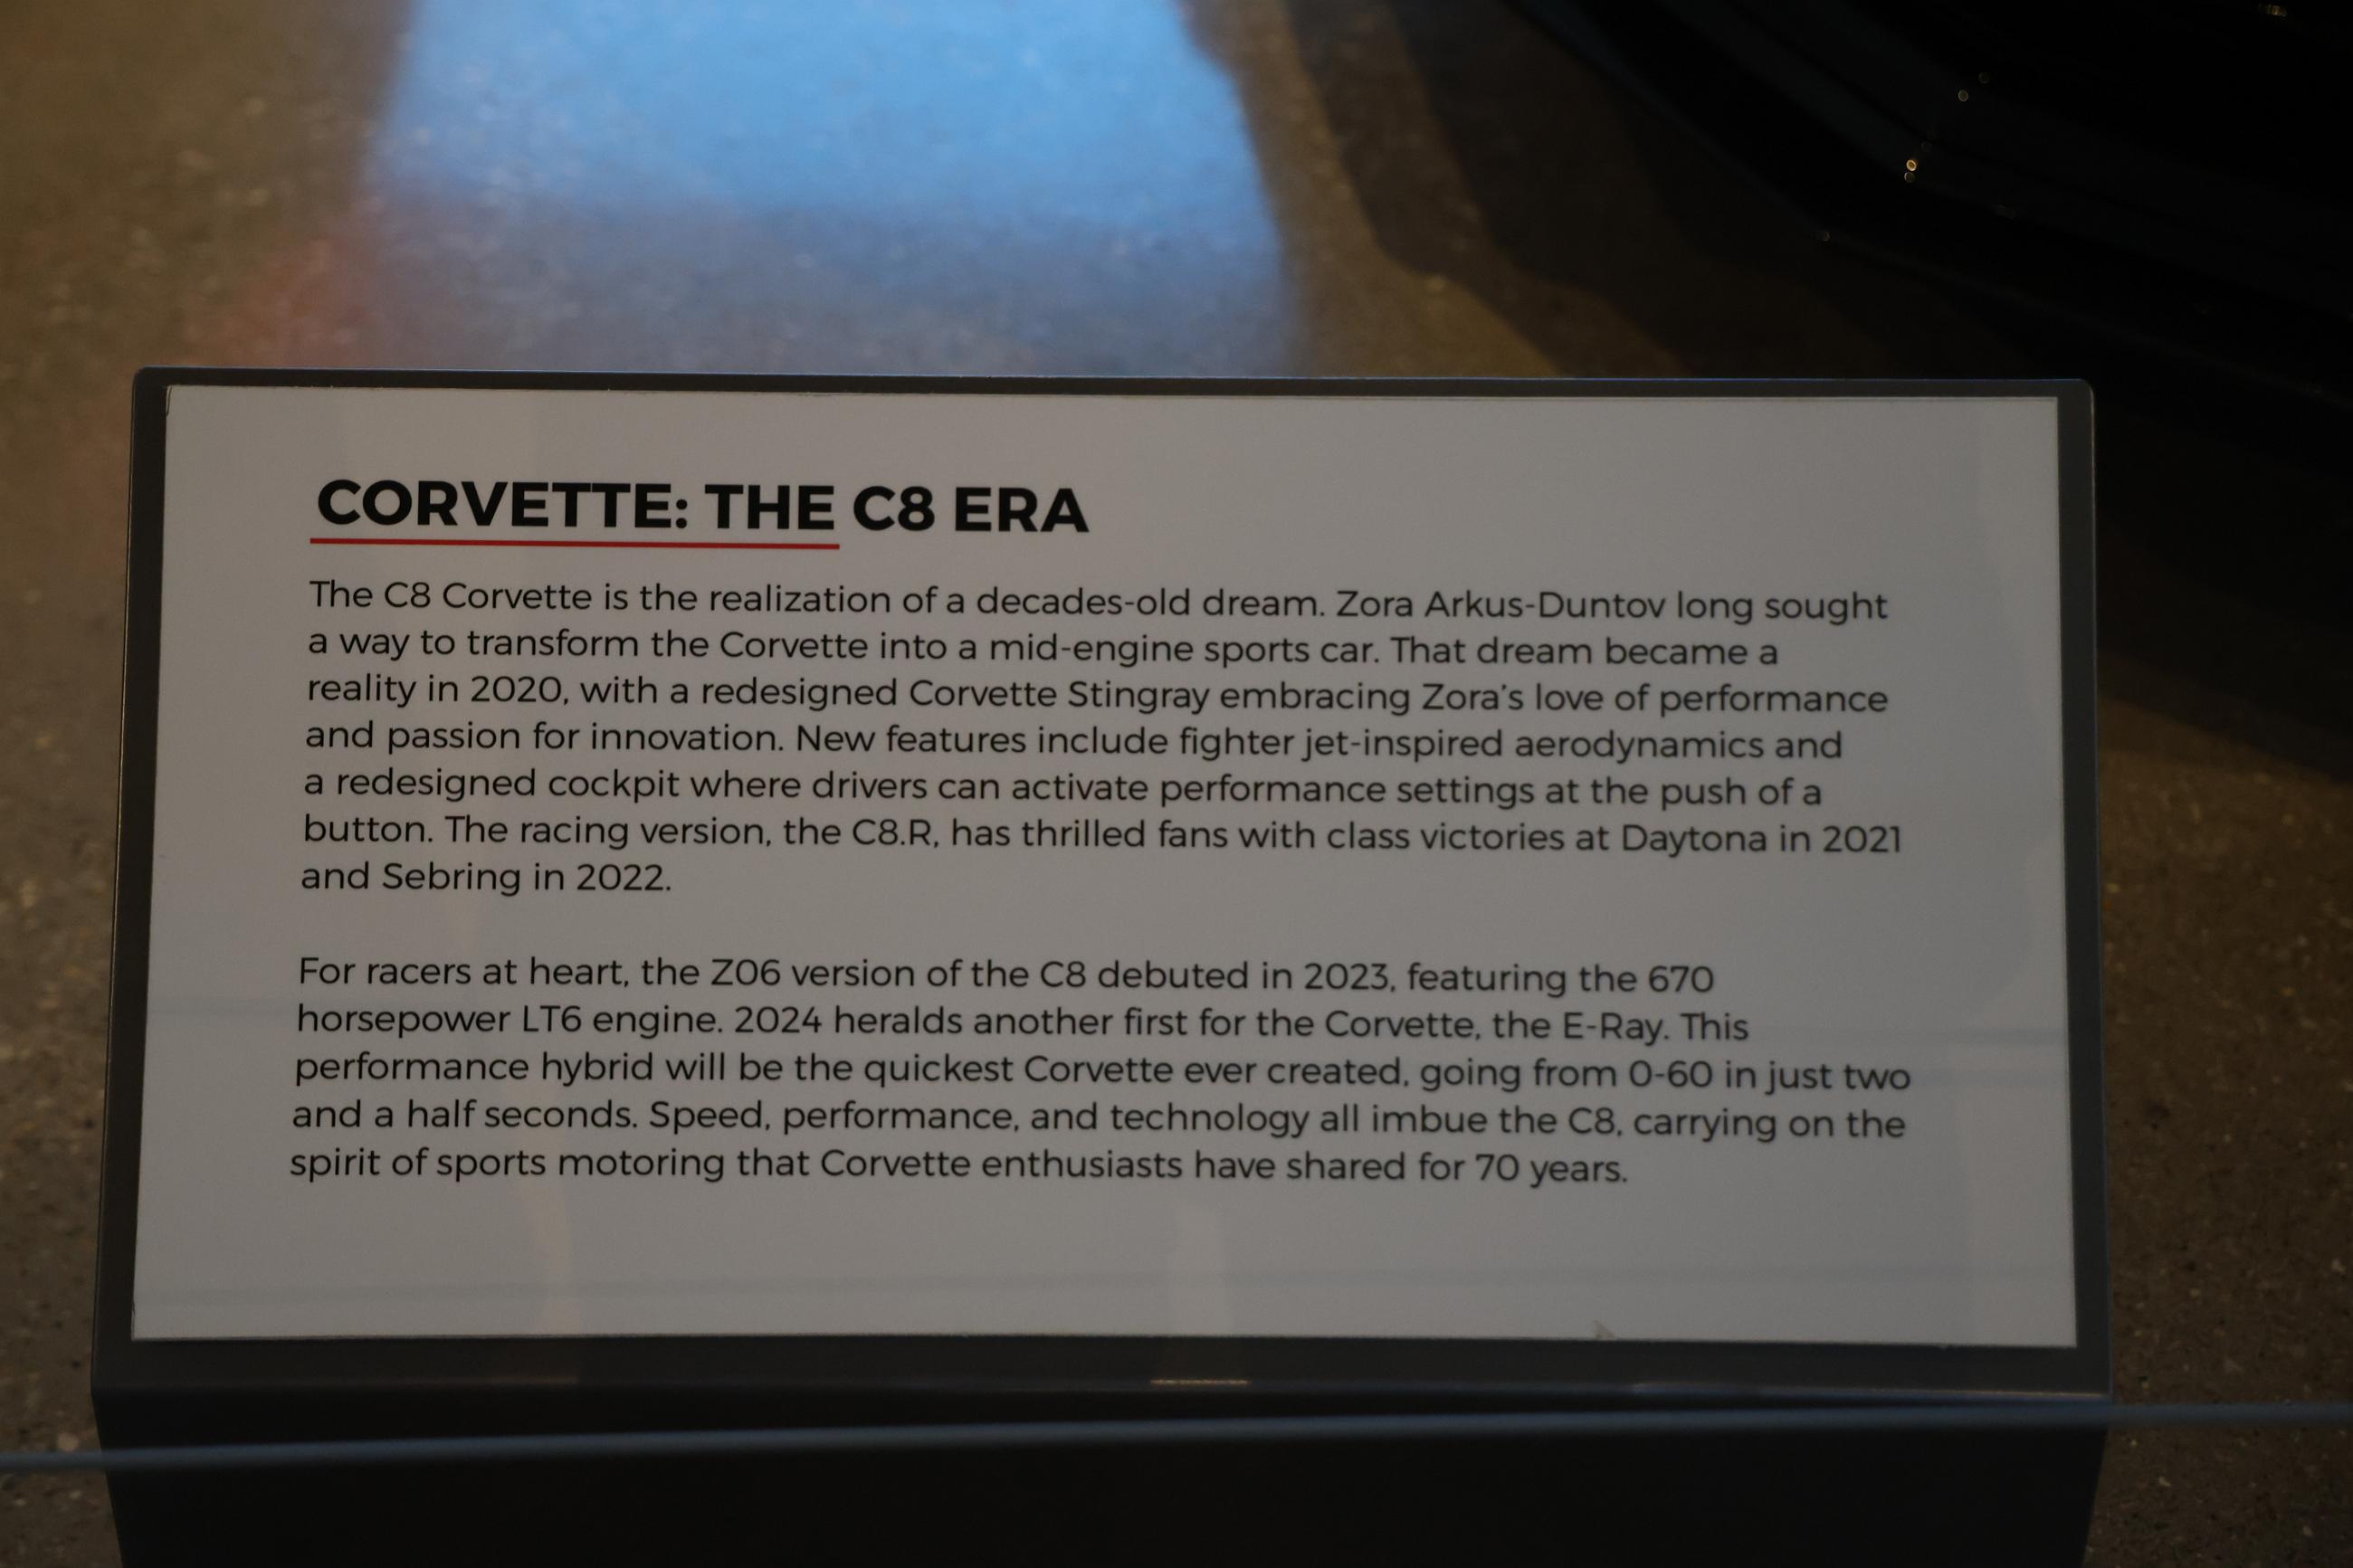 CORVETTE: THE C8 ERA
The C8 Corvette is the realization of a decades-old dream. Zora Arkus-Duntov long sought
a way to transform the Corvette into a mid-engine sports car. That dream became a
reality in 2020, with a redesigned Corvette Stingray embracing Zora's love of performance
and passion for innovation. New features include fighter jet-inspired aerodynamics and
a redesigned cockpit where drivers can activate performance settings at the push of a
button. The racing version, the C8.R, has thrilled fans with class victories at Daytona in 2021
and Sebring in 2022.
For racers at heart, the Z06 version of the C8 debuted in 2023, featuring the 670
horsepower LT6 engine. 2024 heralds another first for the Corvette, the E-Ray. This
performance hybrid will be the quickest Corvette ever created, going from 0-60 in just two
and a half seconds. Speed, performance, and technology all imbue the C8, carrying on the
spirit of sports motoring that Corvette enthusiasts have shared for 70 years.